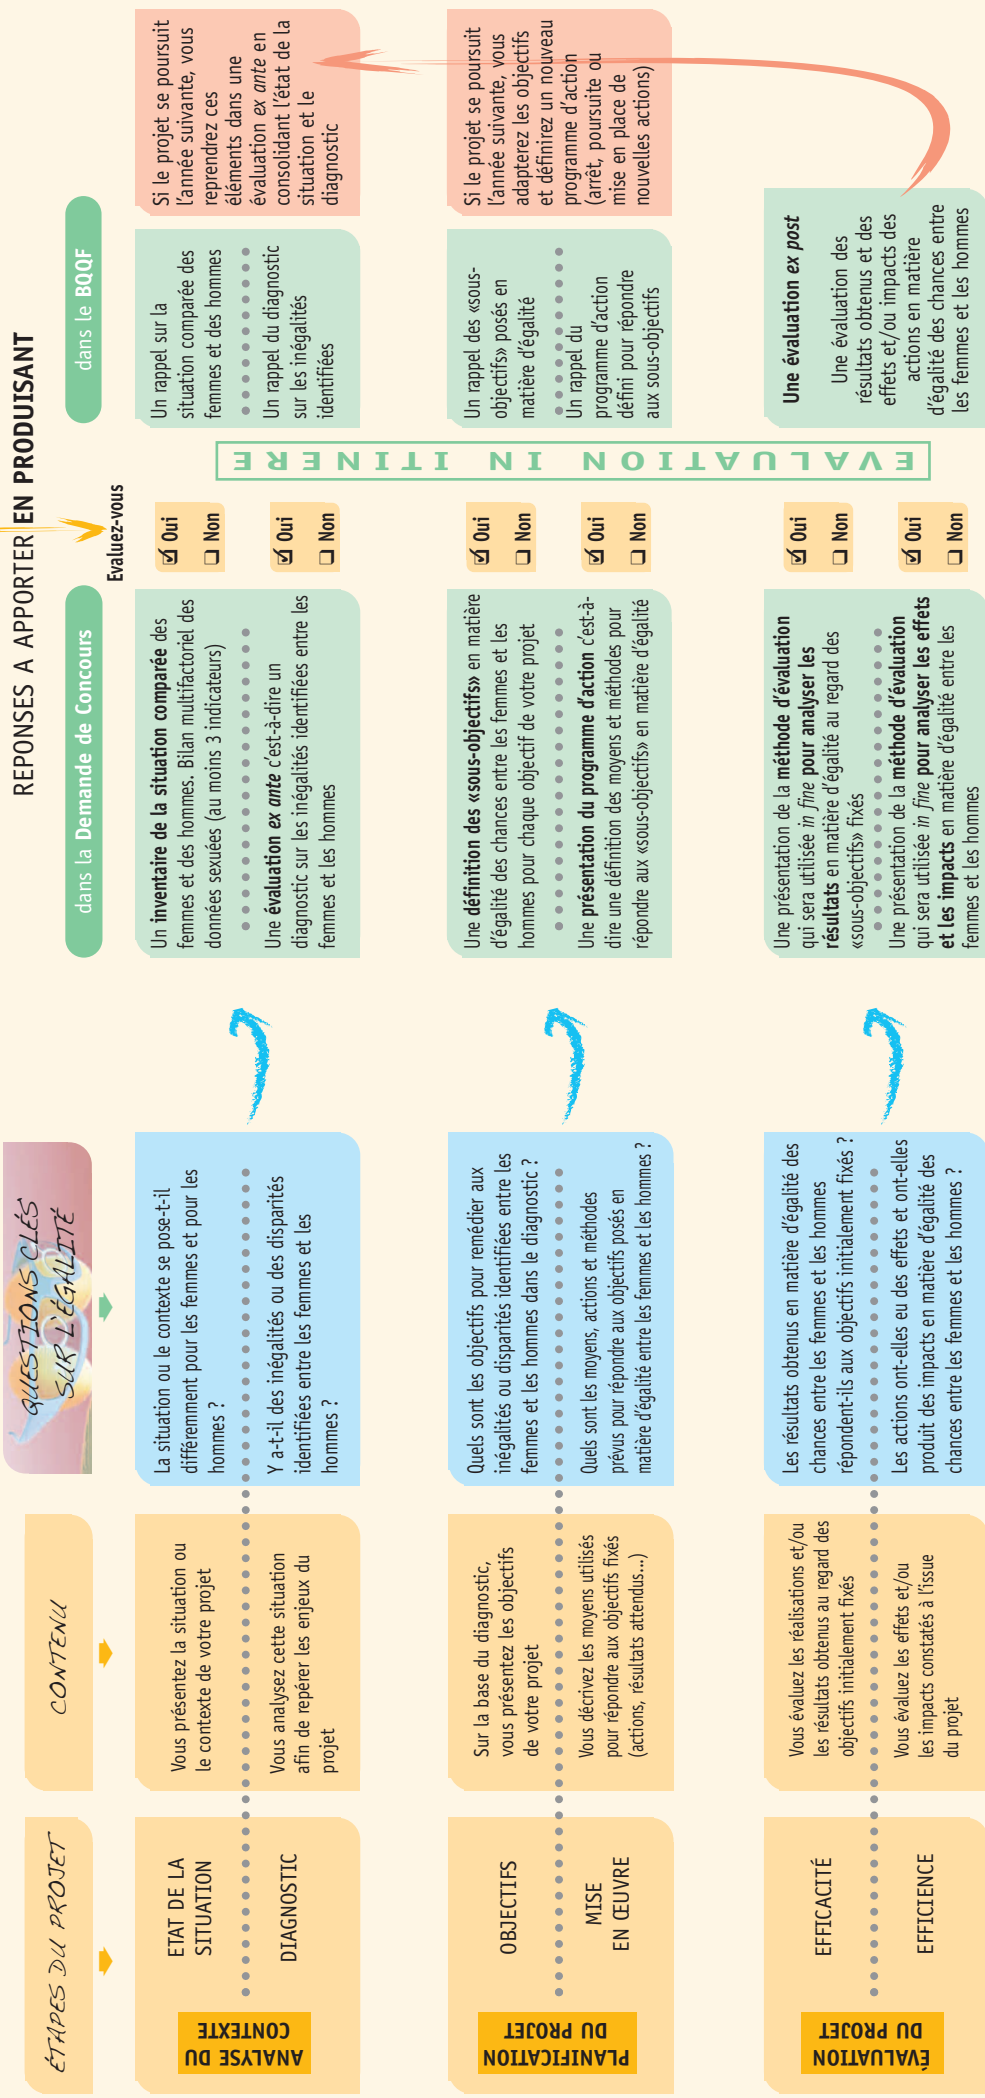 REPONSES A APPORTER EN PRODUISANT
ÉTAPES DU PROJET
CONTENU
QUESTIONS CLÉS
SUR L'ÉGALITÉ
dans la Demande de Concours
Evaluez-vous
dans le BQQF
ANALYSE DU
CONTEXTE
ETAT DE LA
SITUATION
Vous présentez la situation ou
le contexte de votre projet
La situation ou le contexte se pose-t-il
différemment pour les femmes et pour les
hommes ?
Un inventaire de la situation comparée des
femmes et des hommes. Bilan multifactoriel des
données sexuées (au moins 3 indicateurs)
☑ Oui
❏ Non
Un rappel sur la
situation comparée des
femmes et des hommes
DIAGNOSTIC
Vous analysez cette situation
afin de repérer les enjeux du
projet
Y a-t-il des inégalités ou des disparités
identifiées entre les femmes et les
hommes ?
Une évaluation ex ante c'est-à-dire un
diagnostic sur les inégalités identifiées entre les
femmes et les hommes
☑ Oui
❏ Non
Un rappel du diagnostic
sur les inégalités
identifiées
Si le projet se poursuit
l'année suivante, vous
reprendrez ces
éléments dans une
évaluation ex ante en
consolidant l'état de la
situation et le
diagnostic
EVALUATION IN ITINERE
PLANIFICATION
DU PROJET
OBJECTIFS
Sur la base du diagnostic,
vous présentez les objectifs
de votre projet
Quels sont les objectifs pour remédier aux
inégalités ou disparités identifiées entre les
femmes et les hommes dans le diagnostic ?
Une définition des «sous-objectifs» en matière
d'égalité des chances entre les femmes et les
hommes pour chaque objectif de votre projet
☑ Oui
❏ Non
Un rappel des «sous-
objectifs» posés en
matière d'égalité
MISE
EN ŒUVRE
Vous décrivez les moyens utilisés
pour répondre aux objectifs fixés
(actions, résultats attendus...)
Quels sont les moyens, actions et méthodes
prévus pour répondre aux objectifs posés en
matière d'égalité entre les femmes et les hommes ?
Une présentation du programme d'action c'est-à-
dire une définition des moyens et méthodes pour
répondre aux «sous-objectifs» en matière d'égalité
☑ Oui
❏ Non
Un rappel du
programme d'action
défini pour répondre
aux sous-objectifs
Si le projet se poursuit
l'année suivante, vous
adapterez les objectifs
et définirez un nouveau
programme d'action
(arrêt, poursuite ou
mise en place de
nouvelles actions)
ÉVALUATION
DU PROJET
EFFICACITÉ
Vous évaluez les réalisations et/ou
les résultats obtenus au regard des
objectifs initialement fixés
Les résultats obtenus en matière d'égalité des
chances entre les femmes et les hommes
répondent-ils aux objectifs initialement fixés ?
Une présentation de la méthode d'évaluation
qui sera utilisée in fine pour analyser les
résultats en matière d'égalité au regard des
«sous-objectifs» fixés
☑ Oui
❏ Non
EFFICIENCE
Vous évaluez les effets et/ou
les impacts constatés à l'issue
du projet
Les actions ont-elles eu des effets et ont-elles
produit des impacts en matière d'égalité des
chances entre les femmes et les hommes ?
Une présentation de la méthode d'évaluation
qui sera utilisée in fine pour analyser les effets
et les impacts en matière d'égalité entre les
femmes et les hommes
☑ Oui
❏ Non
Une évaluation ex post
Une évaluation des
résultats obtenus et des
effets et/ou impacts des
actions en matière
d'égalité des chances entre
les femmes et les hommes